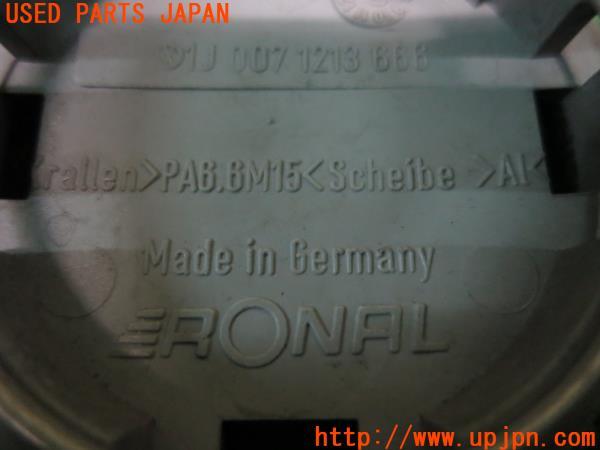 USED PARTS JAPAN
1J 007 1213 666
Krallen>PA6.6M15<Scheibe >Al<
Made in Germany
RONAL
http://www.upjpn.com/